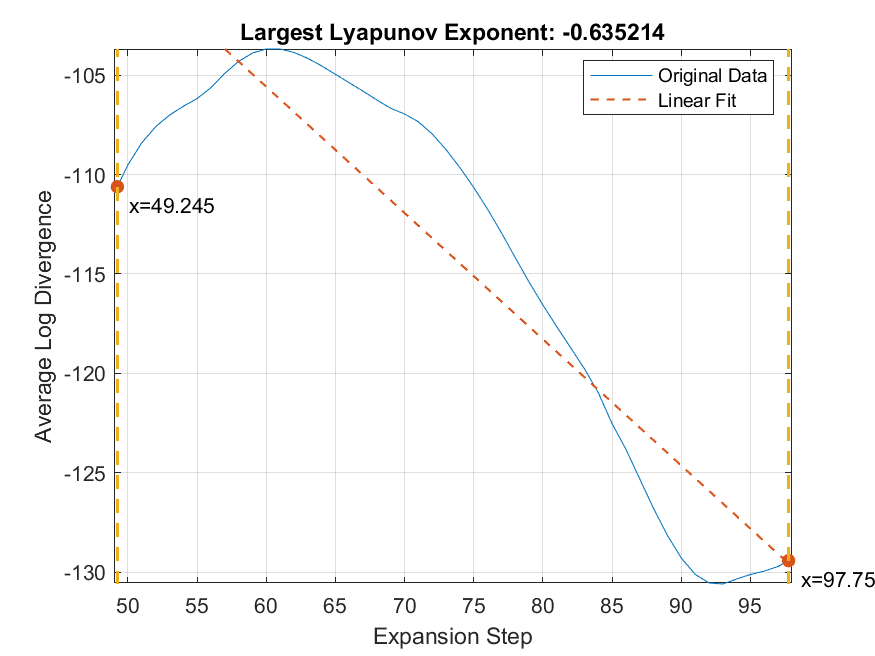 Largest Lyapunov Exponent: -0.635214
Original Data
Linear Fit
-105
-110
-115
-120
-125
-130
Average Log Divergence
x=49.245
x=97.75
50 55 60 65 70 75 80 85 90 95
Expansion Step